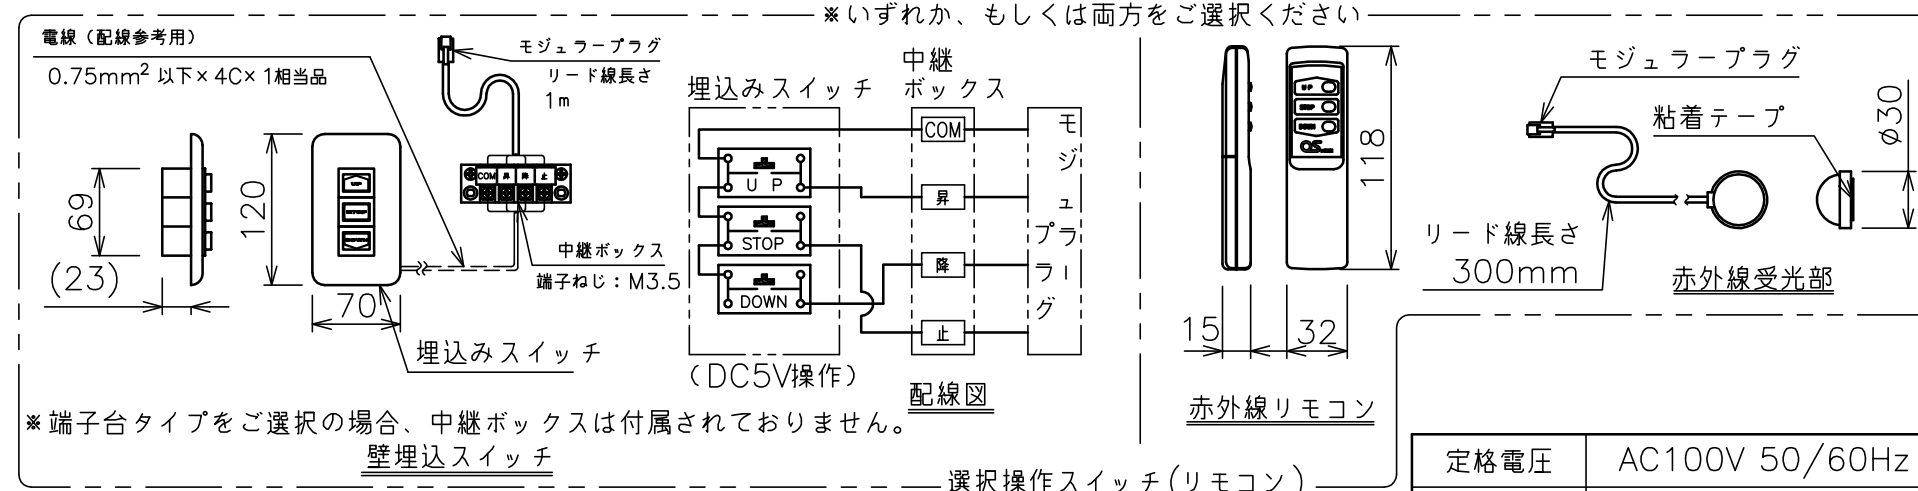 ※いずれか、もしくは両方をご選択ください
電線（配線参考用）
0.75mm² 以下×4C×1相当品
モジュラープラグ
リード線長さ
1m
COM 昇 降 止
中継ボックス
端子ねじ：M3.5
69
(23)
120
70
UP
埋込みスイッチ
埋込みスイッチ
中継
ボックス
COM
昇
降
止
モジュラープラグ
UP
STOP
DOWN
(DC5V操作)
配線図
※端子台タイプをご選択の場合、中継ボックスは付属されておりません。
壁埋込スイッチ
UP
STOP
DOWN
OS
118
15
32
赤外線リモコン
モジュラープラグ
粘着テープ
φ30
リード線長さ
300mm
赤外線受光部
選択操作スイッチ(リモコン)
定格電圧 AC100V 50/60Hz